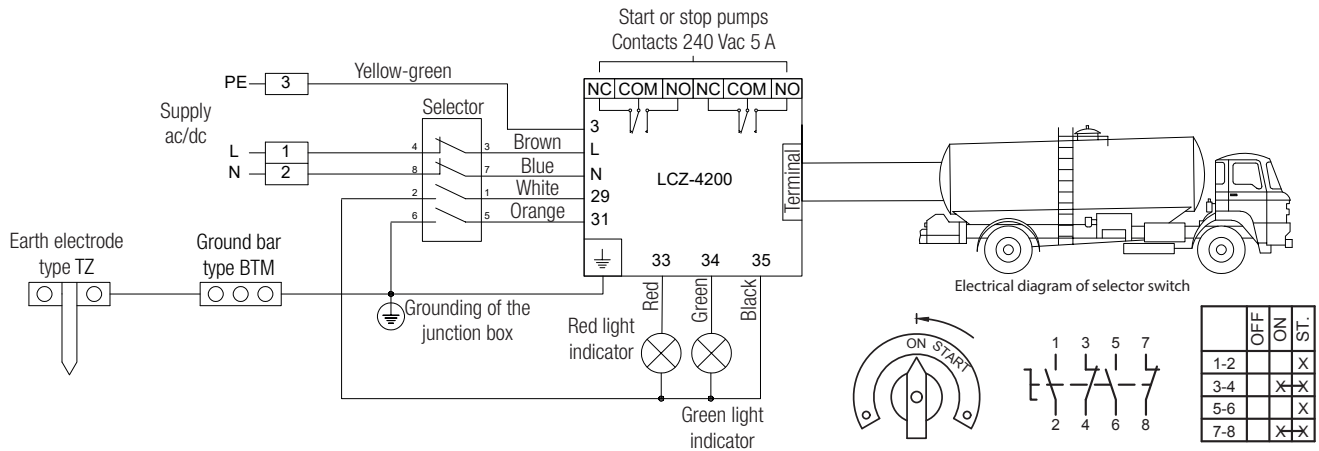 Start or stop pumps
Contacts 240 Vac 5 A
NC COM NO NC COM NO
PE 3
Yellow-green
Supply
ac/dc
L 1
N 2
Selector
4 3
8 7
2 1
6 5
Brown
Blue
White
Orange
3
L
N
29
31
LCZ-4200
Terminal
33 34 35
Red
Green
Black
Earth electrode
type TZ
Ground bar
type BTM
Grounding of the
junction box
Red light
indicator
Green light
indicator
Electrical diagram of selector switch
ON START
1 3 5 7
2 4 6 8
OFF ON ST.
1-2 X
3-4 X X
5-6 X
7-8 X X